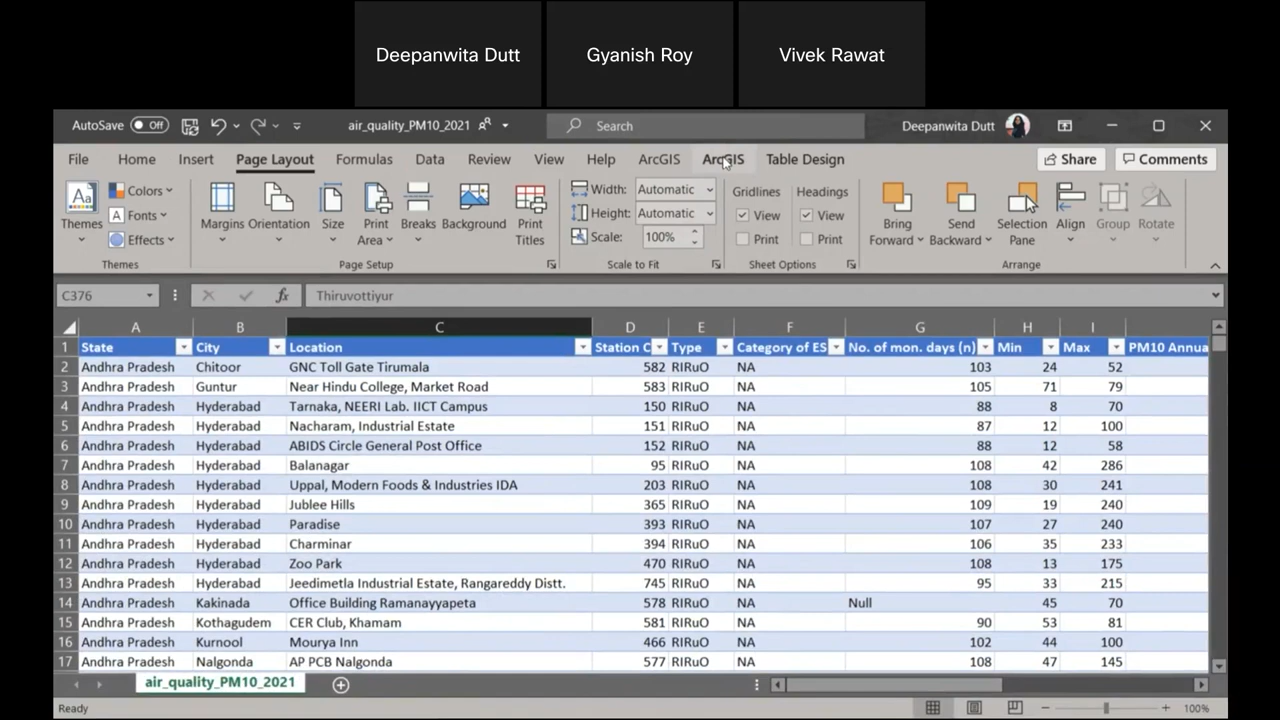 Deepanwita Dutt Gyanish Roy Vivek Rawat
AutoSave Off air_quality_PM10_2021 Search Deepanwita Dutt
File Home Insert Page Layout Formulas Data Review View Help ArcGIS ArcGIS Table Design Share Comments
Themes Colors Fonts Effects Margins Orientation Size Print Area Breaks Background Print Titles Width: Automatic Height: Automatic Scale: 100% Gridlines View Print Headings View Print Bring Forward Send Backward Selection Pane Align Group Rotate
Themes Page Setup Scale to Fit Sheet Options Arrange
C376 fx Thiruvottiyur
A B C D E F G H I
1 State City Location Station C Type Category of ES No. of mon. days (n) Min Max PM10 Annua
2 Andhra Pradesh Chitoor GNC Toll Gate Tirumala 582 RIRuO NA 103 24 52
3 Andhra Pradesh Guntur Near Hindu College, Market Road 583 RIRuO NA 105 71 79
4 Andhra Pradesh Hyderabad Tarnaka, NEERI Lab. IICT Campus 150 RIRuO NA 88 8 70
5 Andhra Pradesh Hyderabad Nacharam, Industrial Estate 151 RIRuO NA 87 12 100
6 Andhra Pradesh Hyderabad ABIDS Circle General Post Office 152 RIRuO NA 88 12 58
7 Andhra Pradesh Hyderabad Balanagar 95 RIRuO NA 108 42 286
8 Andhra Pradesh Hyderabad Uppal, Modern Foods & Industries IDA 203 RIRuO NA 108 30 241
9 Andhra Pradesh Hyderabad Jublee Hills 365 RIRuO NA 109 19 240
10 Andhra Pradesh Hyderabad Paradise 393 RIRuO NA 107 27 240
11 Andhra Pradesh Hyderabad Charminar 394 RIRuO NA 106 35 233
12 Andhra Pradesh Hyderabad Zoo Park 470 RIRuO NA 108 13 175
13 Andhra Pradesh Hyderabad Jeedimetla Industrial Estate, Rangareddy Distt. 745 RIRuO NA 95 33 215
14 Andhra Pradesh Kakinada Office Building Ramanayyapeta 578 RIRuO NA Null 45 70
15 Andhra Pradesh Kothagudem CER Club, Khamam 581 RIRuO NA 90 53 81
16 Andhra Pradesh Kurnool Mourya Inn 466 RIRuO NA 102 44 100
17 Andhra Pradesh Nalgonda AP PCB Nalgonda 577 RIRuO NA 108 47 145
air_quality_PM10_2021
Ready 100%